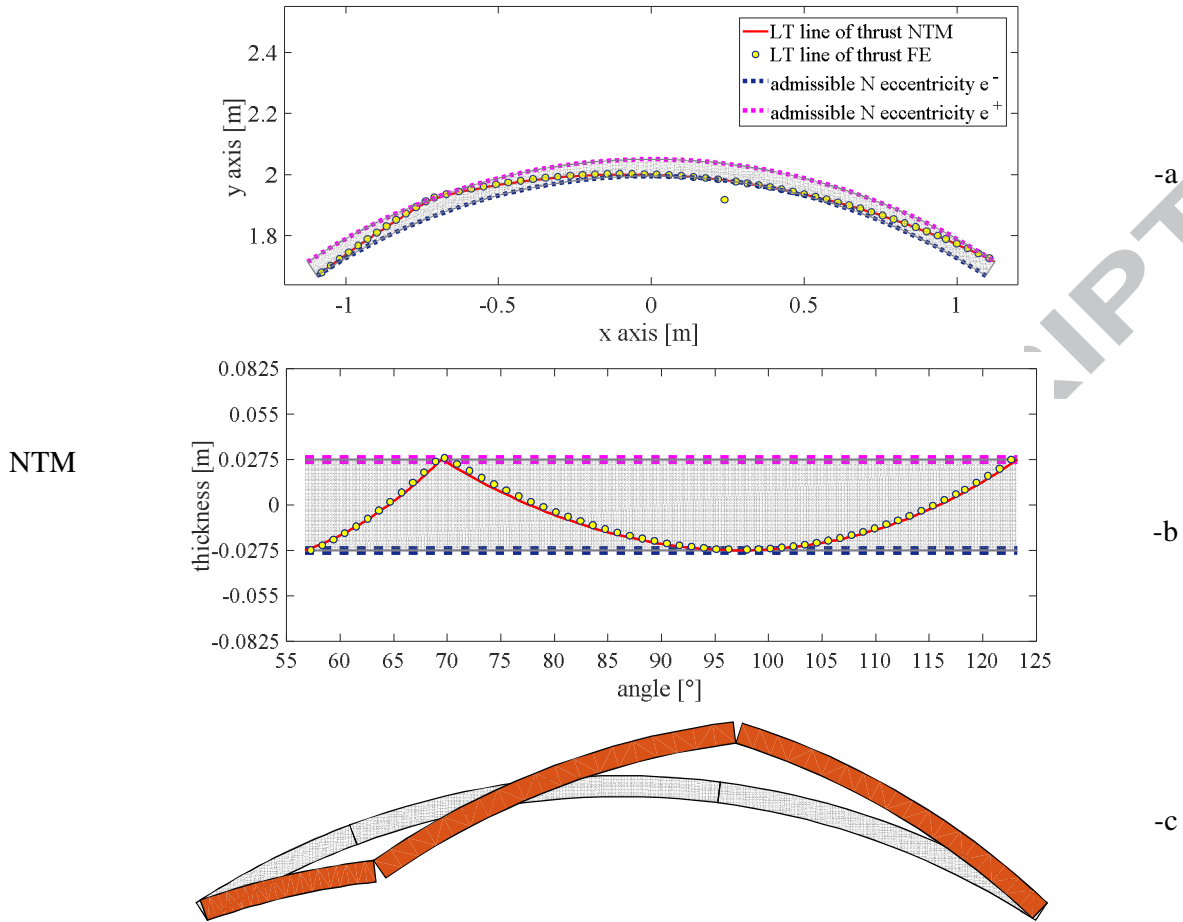 2.4
2.2
2
1.8
y axis [m]
LT line of thrust NTM
LT line of thrust FE
admissible N eccentricity e-
admissible N eccentricity e+
-1
-0.5
0
0.5
1
x axis [m]
-a
NTM
0.0825
0.055
0.0275
0
-0.0275
-0.055
-0.0825
thickness [m]
55
60
65
70
75
80
85
90
95
100
105
110
115
120
125
angle [°]
-b
-c